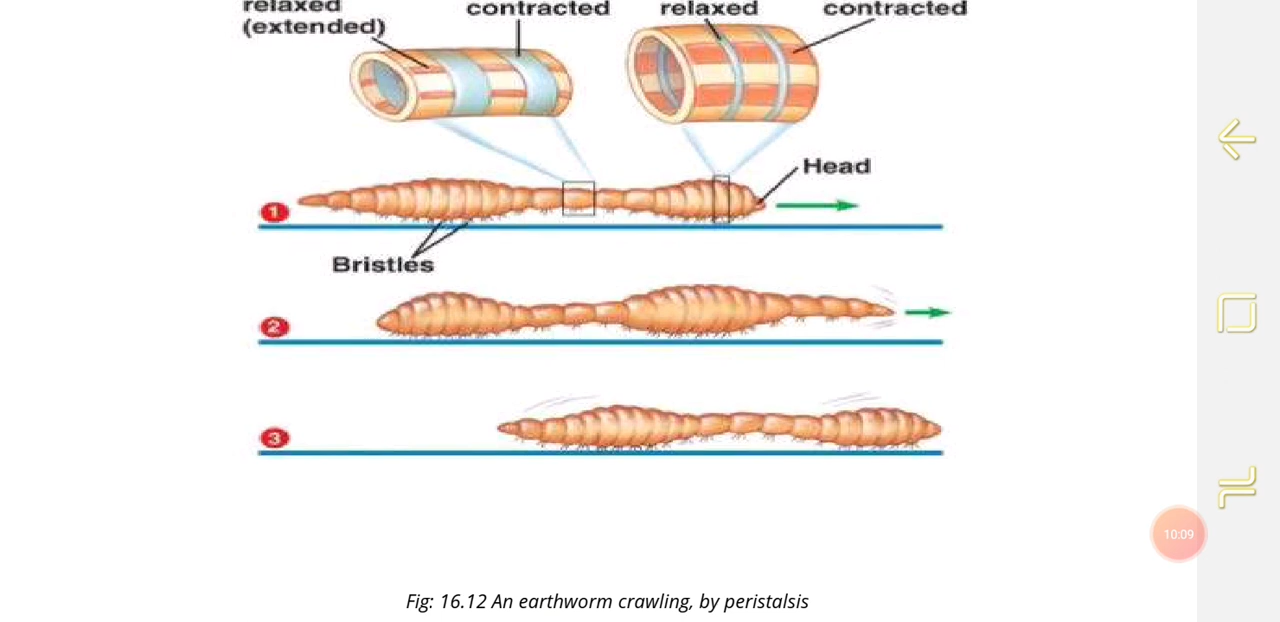 relaxed
(extended)
contracted
relaxed
contracted
Head
1
Bristles
2
3
10:09
Fig: 16.12 An earthworm crawling, by peristalsis